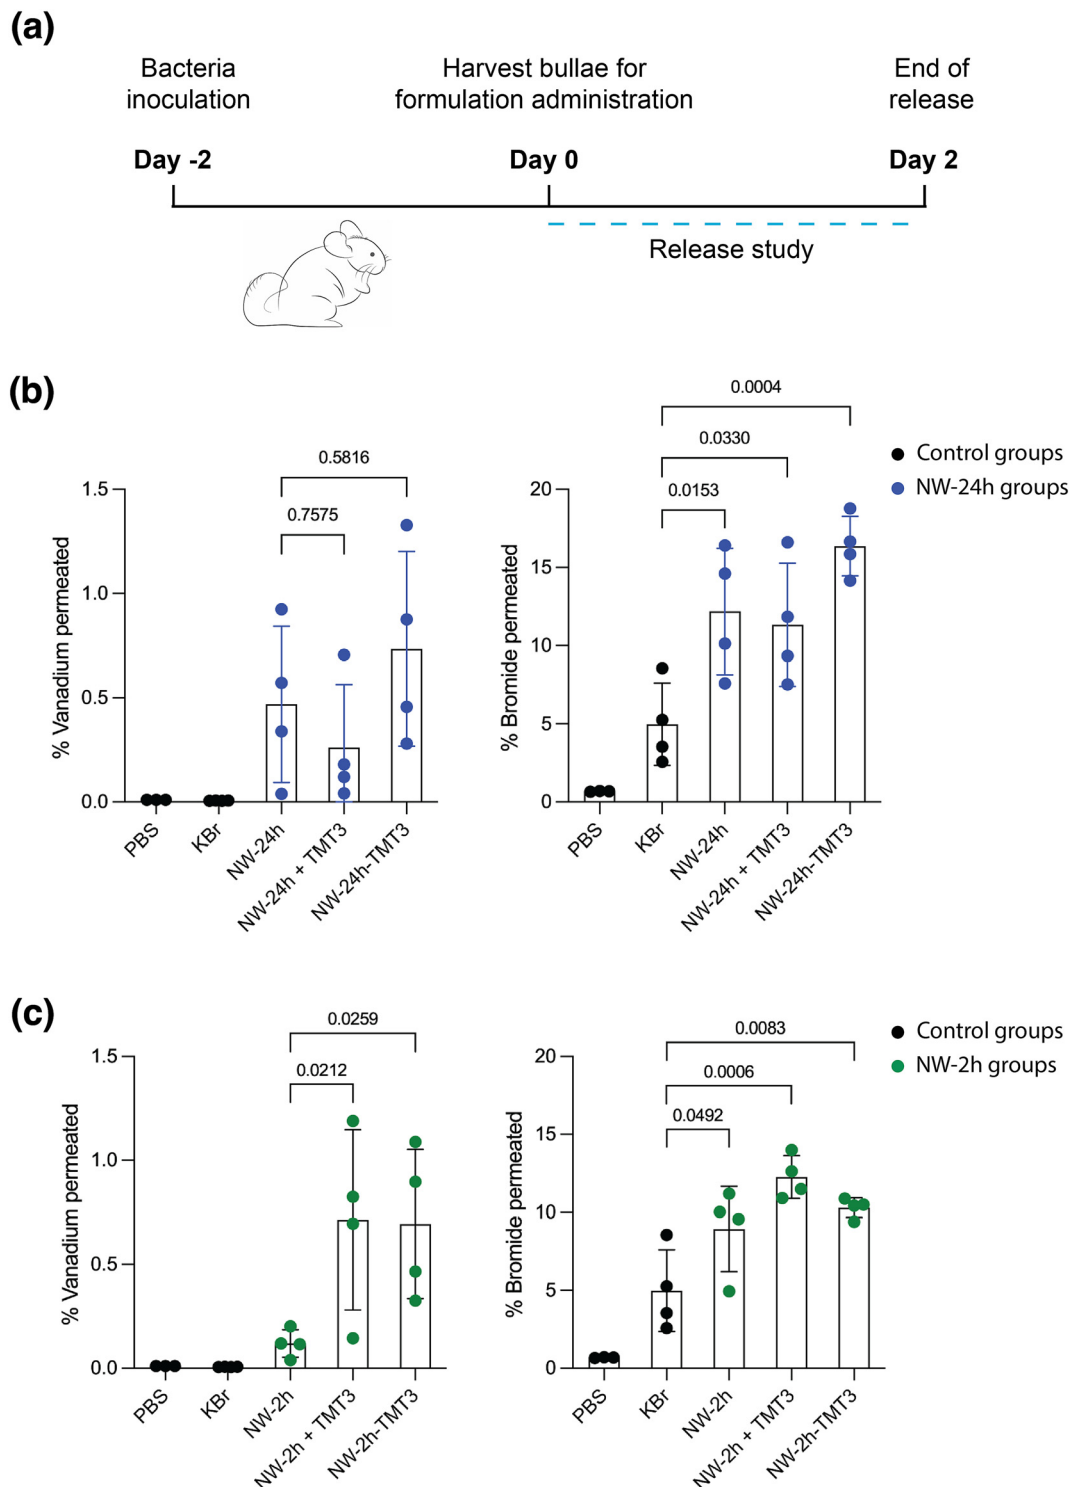 (a)
Bacteria
inoculation
Harvest bullae for
formulation administration
End of
release
Day -2
Day 0
Day 2
Release study
(b)
0.5816
0.7575
1.5
1.0
0.5
0.0
% Vanadium permeated
PBS
KBr
NW-24h
NW-24h + TMT3
NW-24h-TMT3
0.0004
0.0330
0.0153
20
15
10
5
0
% Bromide permeated
PBS
KBr
NW-24h
NW-24h + TMT3
NW-24h-TMT3
Control groups
NW-24h groups
(c)
0.0259
0.0212
1.5
1.0
0.5
0.0
% Vanadium permeated
PBS
KBr
NW-2h
NW-2h + TMT3
NW-2h-TMT3
0.0083
0.0006
0.0492
20
15
10
5
0
% Bromide permeated
PBS
KBr
NW-2h
NW-2h + TMT3
NW-2h-TMT3
Control groups
NW-2h groups